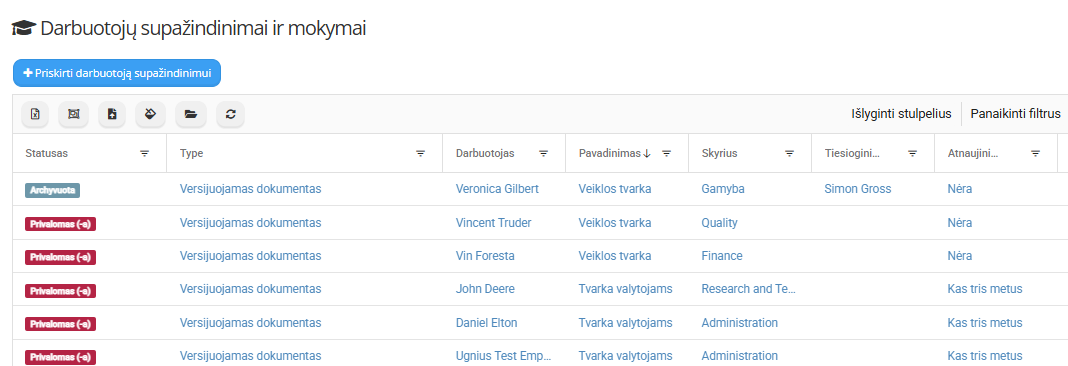 Darbuotojų supažindinimai ir mokymai
Priskirti darbuotoją supažindinimui
Išlyginti stulpelius Panaikinti filtrus
Statusas Type Darbuotojas Pavadinimas Skyrius Tiesiogini... Atnaujini...
Archyvuota Versijuojamas dokumentas Veronica Gilbert Veiklos tvarka Gamyba Simon Gross Nėra
Privalomas (-a) Versijuojamas dokumentas Vincent Truder Veiklos tvarka Quality Nėra
Privalomas (-a) Versijuojamas dokumentas Vin Foresta Veiklos tvarka Finance Nėra
Privalomas (-a) Versijuojamas dokumentas John Deere Tvarka valytojams Research and Te... Kas tris metus
Privalomas (-a) Versijuojamas dokumentas Daniel Elton Tvarka valytojams Administration Kas tris metus
Privalomas (-a) Versijuojamas dokumentas Ugnius Test Emp... Tvarka valytojams Administration Kas tris metus